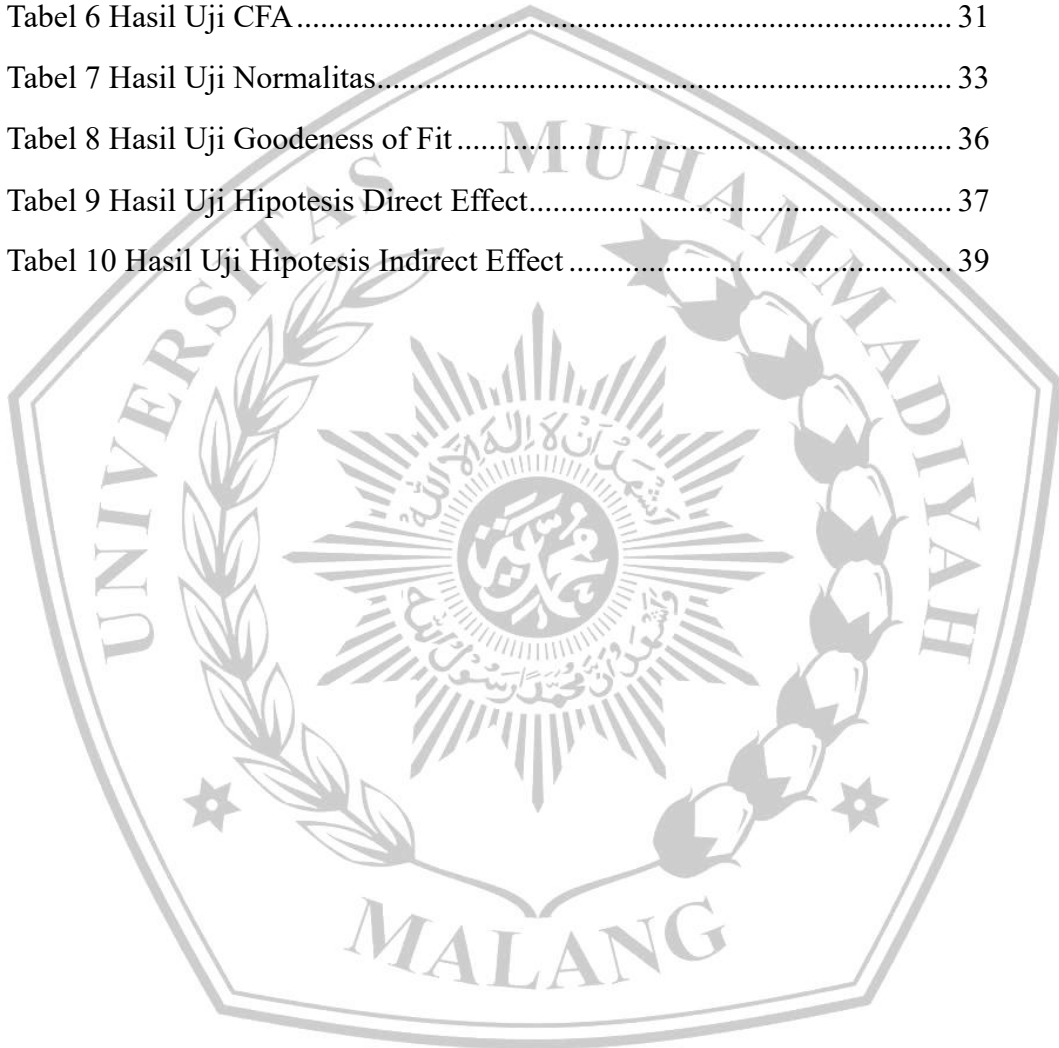 Tabel 6 Hasil Uji CFA........................................................................................ 31
Tabel 7 Hasil Uji Normalitas............................................................................ 33
Tabel 8 Hasil Uji Goodeness of Fit.................................................................. 36
Tabel 9 Hasil Uji Hipotesis Direct Effect........................................................ 37
Tabel 10 Hasil Uji Hipotesis Indirect Effect................................................... 39
UNIVERSITAS MUHAMMADIYAH
MALANG